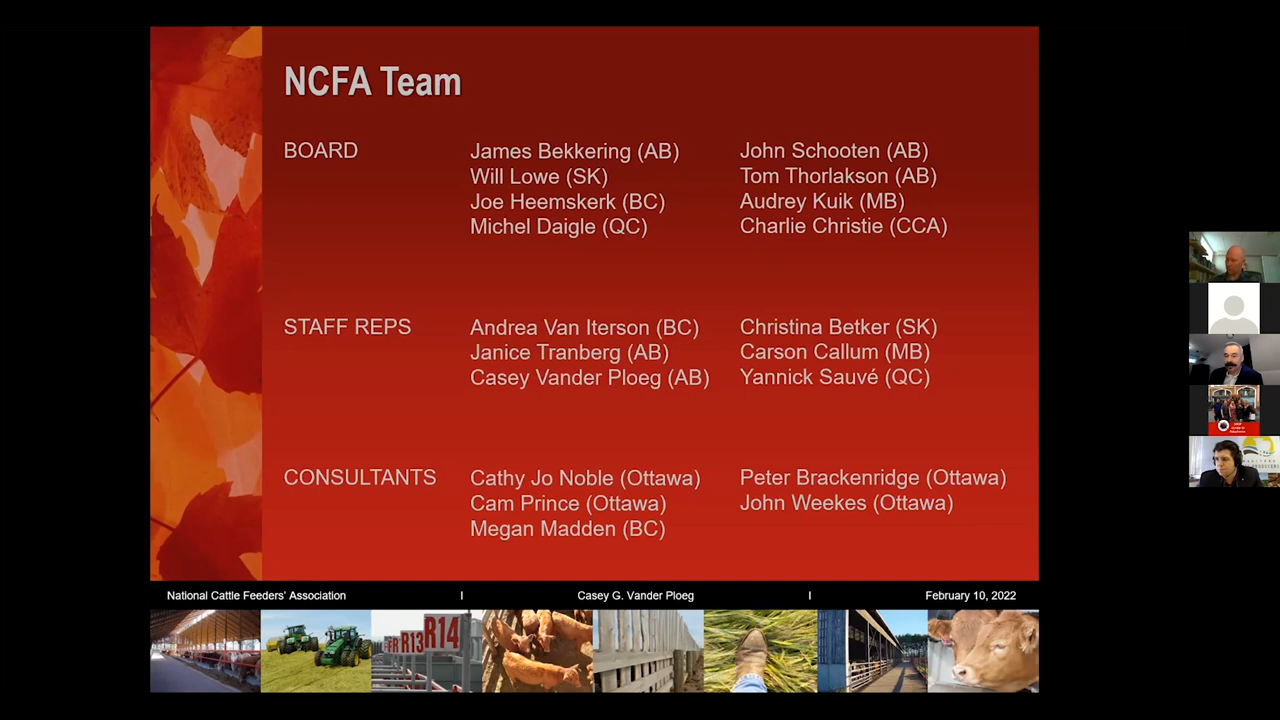 NCFA Team
BOARD
James Bekkering (AB)
Will Lowe (SK)
Joe Heemskerk (BC)
Michel Daigle (QC)
John Schooten (AB)
Tom Thorlakson (AB)
Audrey Kuik (MB)
Charlie Christie (CCA)
STAFF REPS
Andrea Van Iterson (BC)
Janice Tranberg (AB)
Casey Vander Ploeg (AB)
Christina Betker (SK)
Carson Callum (MB)
Yannick Sauvé (QC)
CONSULTANTS
Cathy Jo Noble (Ottawa)
Cam Prince (Ottawa)
Megan Madden (BC)
Peter Brackenridge (Ottawa)
John Weekes (Ottawa)
National Cattle Feeders' Association I Casey G. Vander Ploeg I February 10, 2022
R13 R14